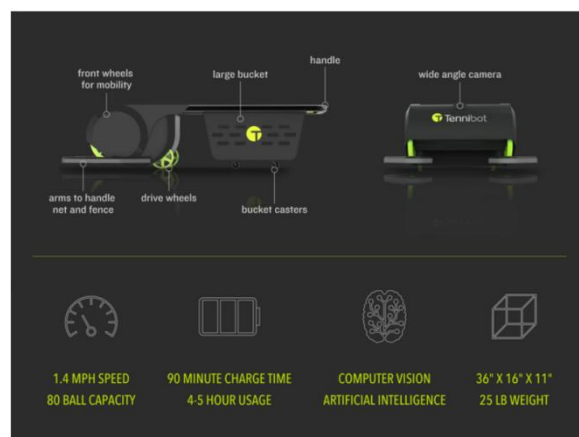 handle
front wheels
for mobility
large bucket
wide angle camera
Tennibot
arms to handle
net and fence
drive wheels
bucket casters
1.4 MPH SPEED
80 BALL CAPACITY
90 MINUTE CHARGE TIME
4-5 HOUR USAGE
COMPUTER VISION
ARTIFICIAL INTELLIGENCE
36" X 16" X 11"
25 LB WEIGHT